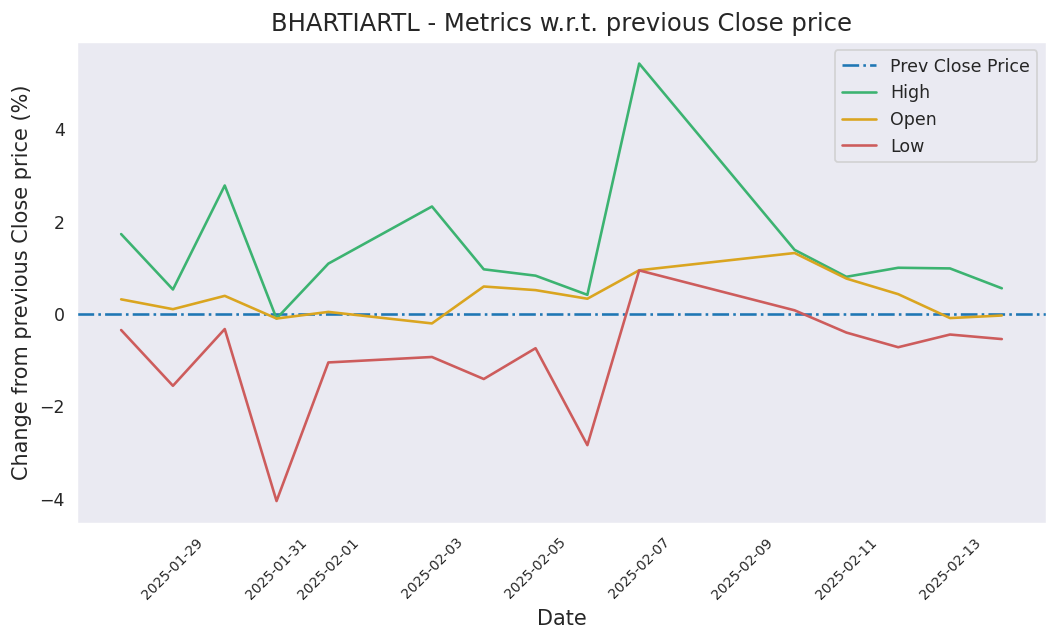 BHARTIARTL - Metrics w.r.t. previous Close price
Prev Close Price
High
Open
Low
Change from previous Close price (%)
4
2
0
−2
−4
2025-01-29
2025-01-31
2025-02-01
2025-02-03
2025-02-05
2025-02-07
2025-02-09
2025-02-11
2025-02-13
Date